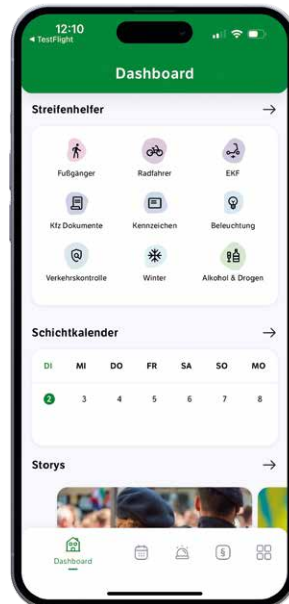 12:10
◀ TestFlight
Dashboard
Streifenhelfer →
Fußgänger Radfahrer EKF
Kfz Dokumente Kennzeichen Beleuchtung
Verkehrskontrolle Winter Alkohol & Drogen
Schichtkalender →
DI MI DO FR SA SO MO
2 3 4 5 6 7 8
Storys →
§
Dashboard